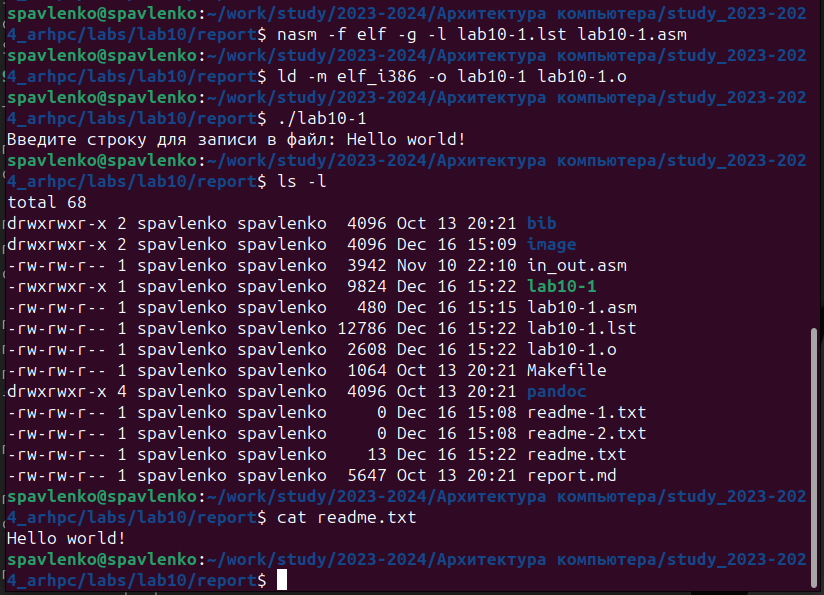 spavlenko@spavlenko:~/work/study/2023-2024/Архитектура компьютера/study_2023-202
4_arhpc/labs/lab10/report$ nasm -f elf -g -l lab10-1.lst lab10-1.asm
spavlenko@spavlenko:~/work/study/2023-2024/Архитектура компьютера/study_2023-202
4_arhpc/labs/lab10/report$ ld -m elf_i386 -o lab10-1 lab10-1.o
spavlenko@spavlenko:~/work/study/2023-2024/Архитектура компьютера/study_2023-202
4_arhpc/labs/lab10/report$ ./lab10-1
Введите строку для записи в файл: Hello world!
spavlenko@spavlenko:~/work/study/2023-2024/Архитектура компьютера/study_2023-202
4_arhpc/labs/lab10/report$ ls -l
total 68
drwxrwxr-x 2 spavlenko spavlenko  4096 Oct 13 20:21 bib
drwxrwxr-x 2 spavlenko spavlenko  4096 Dec 16 15:09 image
-rw-rw-r-- 1 spavlenko spavlenko  3942 Nov 10 22:10 in_out.asm
-rwxrwxr-x 1 spavlenko spavlenko  9824 Dec 16 15:22 lab10-1
-rw-rw-r-- 1 spavlenko spavlenko   480 Dec 16 15:15 lab10-1.asm
-rw-rw-r-- 1 spavlenko spavlenko 12786 Dec 16 15:22 lab10-1.lst
-rw-rw-r-- 1 spavlenko spavlenko  2608 Dec 16 15:22 lab10-1.o
-rw-rw-r-- 1 spavlenko spavlenko  1064 Oct 13 20:21 Makefile
drwxrwxr-x 4 spavlenko spavlenko  4096 Oct 13 20:21 pandoc
-rw-rw-r-- 1 spavlenko spavlenko     0 Dec 16 15:08 readme-1.txt
-rw-rw-r-- 1 spavlenko spavlenko     0 Dec 16 15:08 readme-2.txt
-rw-rw-r-- 1 spavlenko spavlenko    13 Dec 16 15:22 readme.txt
-rw-rw-r-- 1 spavlenko spavlenko  5647 Oct 13 20:21 report.md
spavlenko@spavlenko:~/work/study/2023-2024/Архитектура компьютера/study_2023-202
4_arhpc/labs/lab10/report$ cat readme.txt
Hello world!
spavlenko@spavlenko:~/work/study/2023-2024/Архитектура компьютера/study_2023-202
4_arhpc/labs/lab10/report$